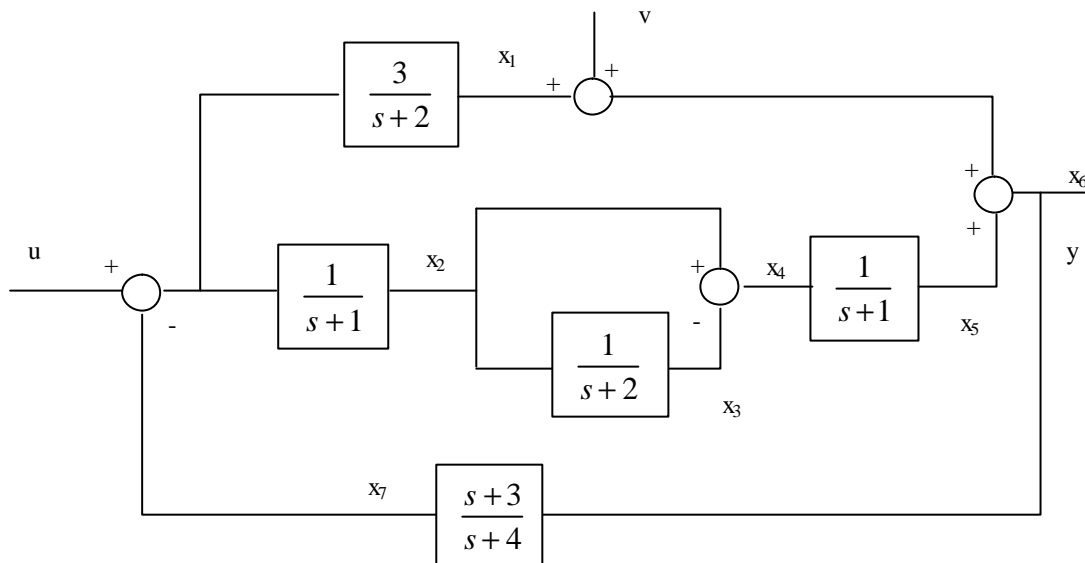 v
x₁
3
s + 2
+
+
+
x₆
+
u
+
1
s + 1
x₂
+
x₄
1
s + 1
y
-
-
x₅
1
s + 2
x₃
x₇
s + 3
s + 4